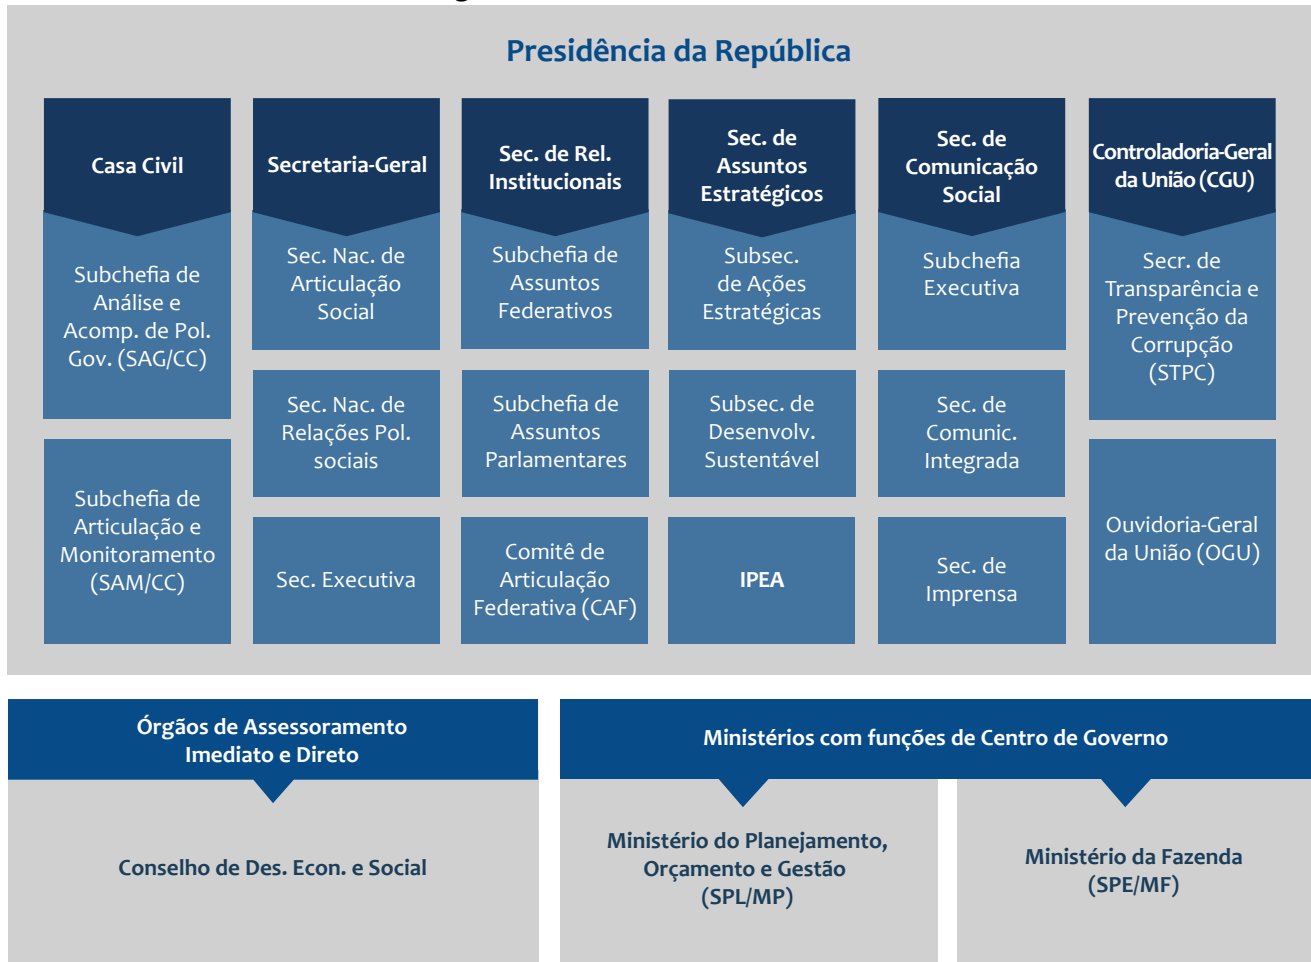 Presidência da República
Casa Civil
Subchefia de
Análise e
Acomp. de Pol.
Gov. (SAG/CC)
Subchefia de
Articulação e
Monitoramento
(SAM/CC)
Secretaria-Geral
Sec. Nac. de
Articulação
Social
Sec. Nac. de
Relações Pol.
sociais
Sec. Executiva
Sec. de Rel.
Institucionais
Subchefia de
Assuntos
Federativos
Subchefia de
Assuntos
Parlamentares
Comitê de
Articulação
Federativa (CAF)
Sec. de
Assuntos
Estratégicos
Subsec.
de Ações
Estratégicas
Subsec. de
Desenvolv.
Sustentável
IPEA
Sec. de
Comunicação
Social
Subchefia
Executiva
Sec. de
Comunic.
Integrada
Sec. de
Imprensa
Controladoria-Geral
da União (CGU)
Secr. de
Transparência e
Prevenção da
Corrupção
(STPC)
Ouvidoria-Geral
da União (OGU)
Órgãos de Assessoramento
Imediato e Direto
Conselho de Des. Econ. e Social
Ministérios com funções de Centro de Governo
Ministério do Planejamento,
Orçamento e Gestão
(SPL/MP)
Ministério da Fazenda
(SPE/MF)